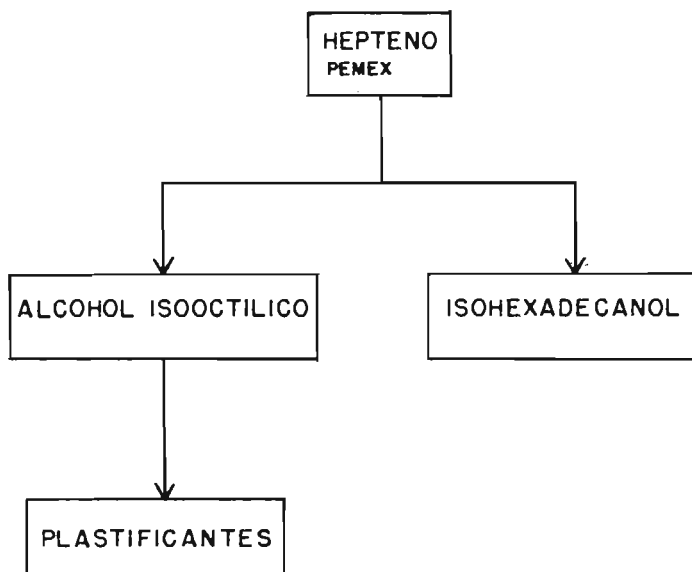 HEPTENO
PEMEX
ALCOHOL ISOOCTILICO
ISOHEXADECANOL
PLASTIFICANTES